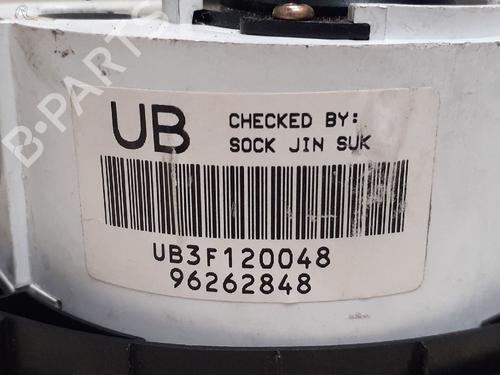 B-PARTS
UB
CHECKED BY:
SOCK JIN SUK
UB3F120048
96262848